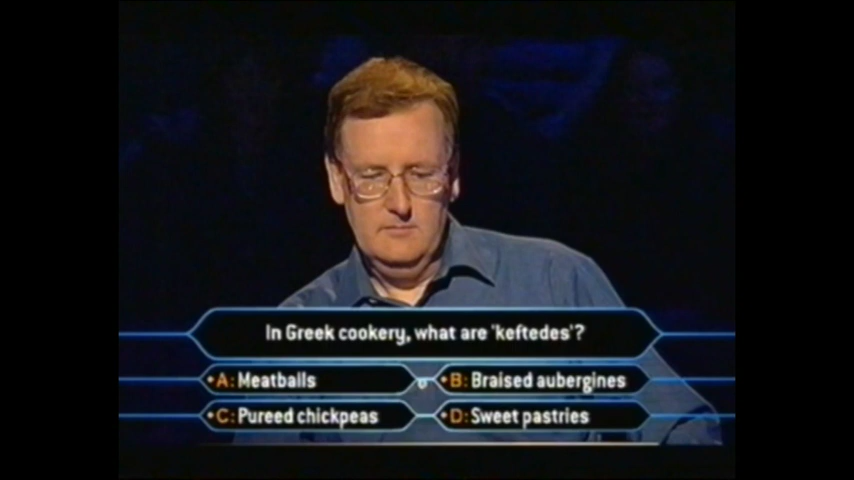 In Greek cookery, what are 'keftedes'?
A: Meatballs
B: Braised aubergines
C: Pureed chickpeas
D: Sweet pastries